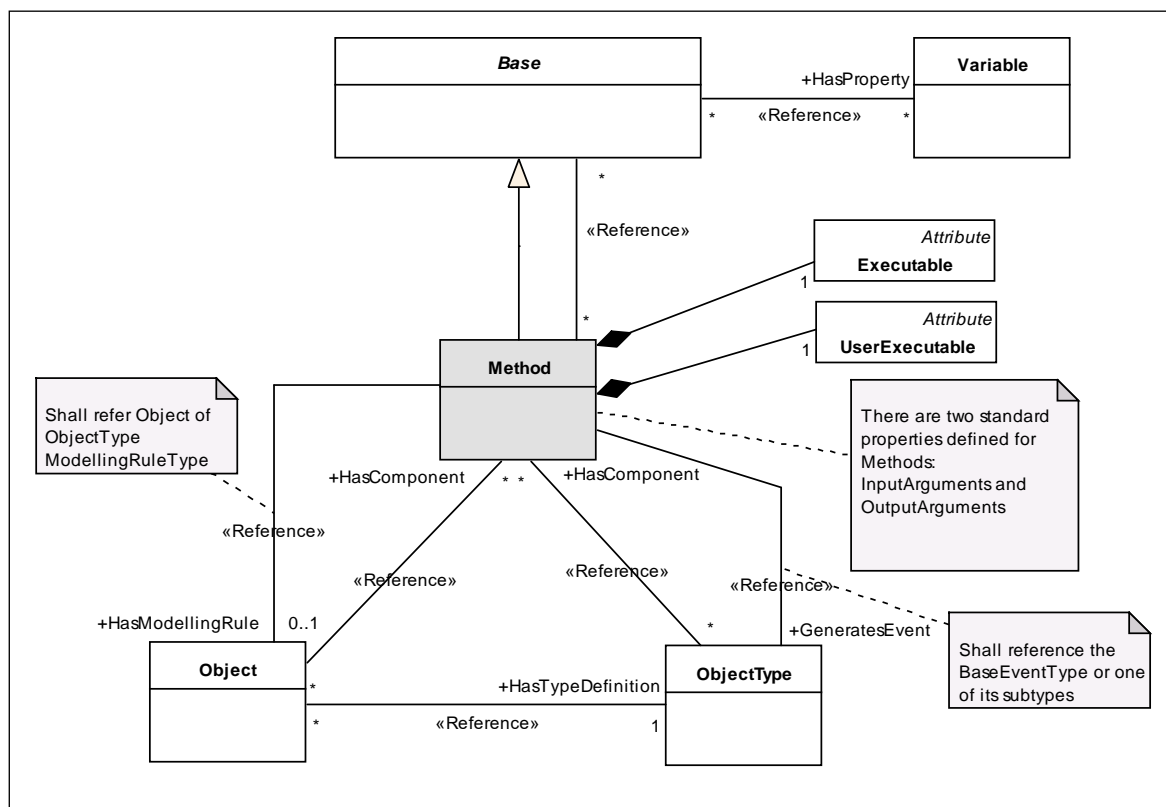 Base
Variable
+HasProperty
«Reference»
*
*
*
«Reference»
Attribute
Executable
1
Attribute
UserExecutable
1
*
Method
Shall refer Object of
ObjectType
ModellingRuleType
There are two standard
properties defined for
Methods:
InputArguments and
OutputArguments
+HasComponent
* *
+HasComponent
«Reference»
«Reference»
«Reference»
«Reference»
+HasModellingRule
0..1
*
+GeneratesEvent
Shall reference the
BaseEventType or one
of its subtypes
Object
ObjectType
*
+HasTypeDefinition
*
«Reference»
1